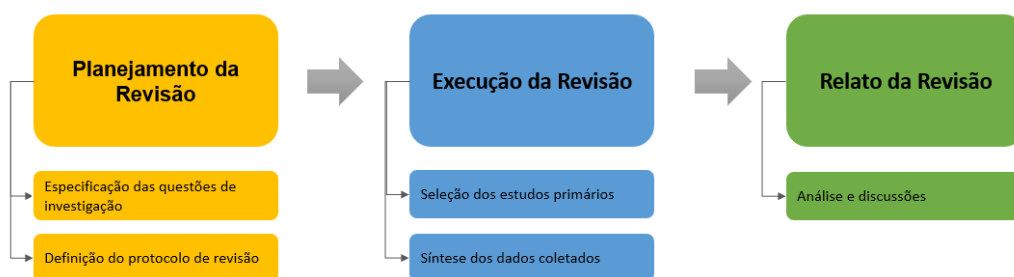 Planejamento da
Revisão
Especificação das questões de
investigação
Definição do protocolo de revisão
Execução da Revisão
Seleção dos estudos primários
Síntese dos dados coletados
Relato da Revisão
Análise e discussões